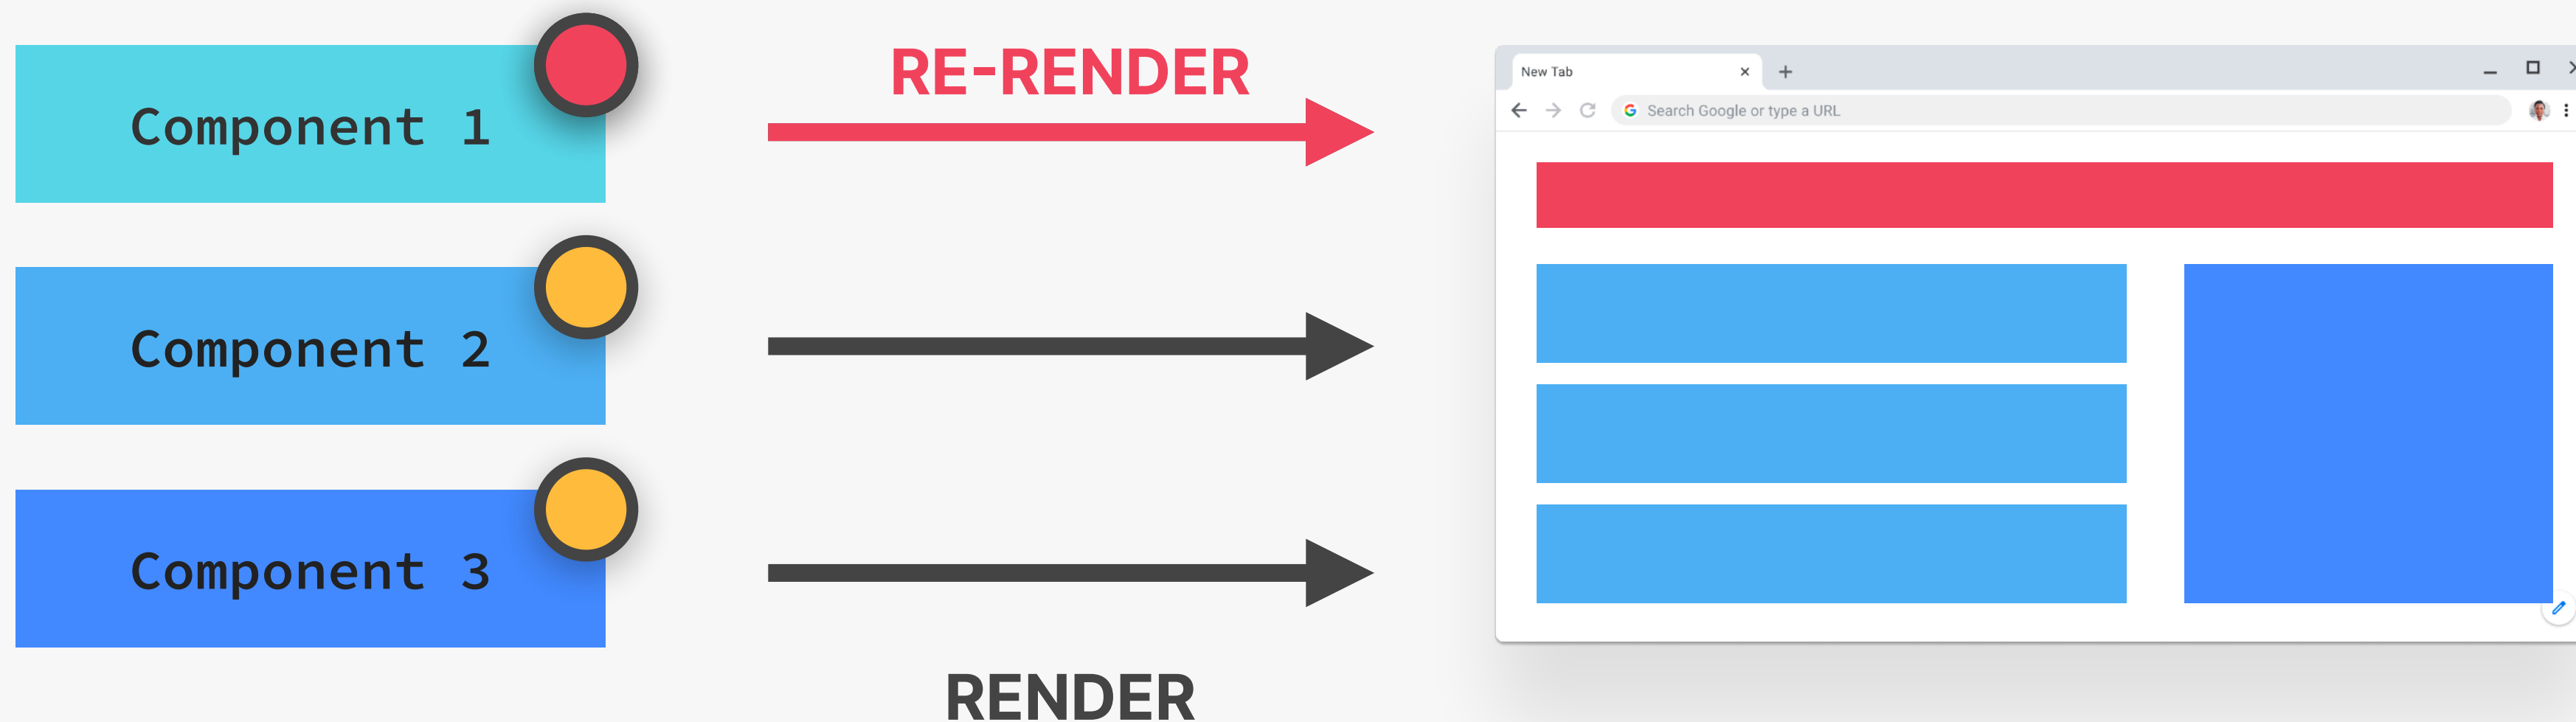 Component 1
Component 2
Component 3
RE-RENDER
RENDER
New Tab
Search Google or type a URL